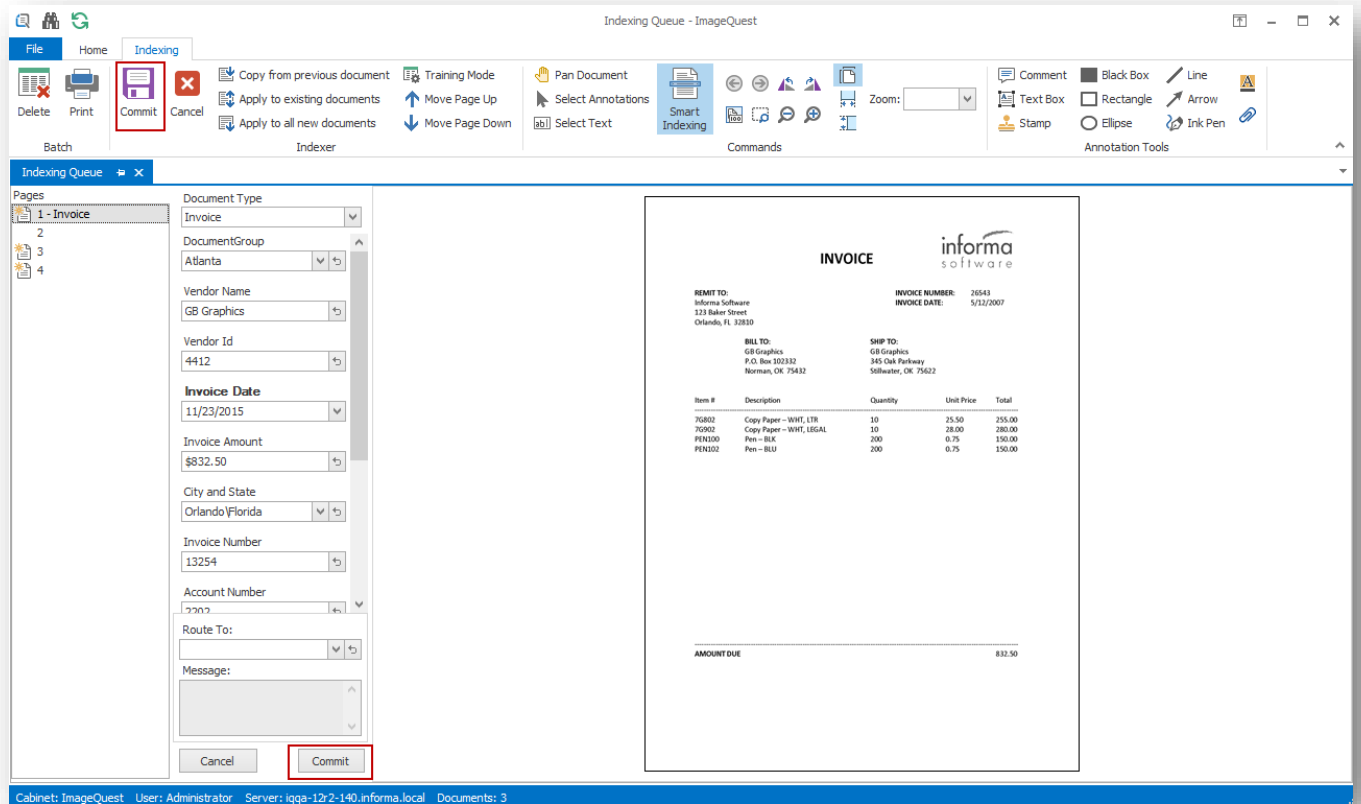 Indexing Queue - ImageQuest
File Home Indexing
Delete Print Commit Cancel
Copy from previous document
Apply to existing documents
Apply to all new documents
Training Mode
Move Page Up
Move Page Down
Pan Document
Select Annotations
Select Text
Smart
Indexing
Zoom:
Comment Black Box Line
Text Box Rectangle Arrow
Stamp Ellipse Ink Pen
Batch Indexer Commands Annotation Tools
Indexing Queue
Pages
1 - Invoice
2
3
4
Document Type
Invoice
DocumentGroup
Atlanta
Vendor Name
GB Graphics
Vendor Id
4412
Invoice Date
11/23/2015
Invoice Amount
$832.50
City and State
Orlando\Florida
Invoice Number
13254
Account Number
2202
Route To:
Message:
Cancel Commit
INVOICE
informa
software
REMIT TO:
Informa Software
123 Baker Street
Orlando, FL 32810
INVOICE NUMBER: 26543
INVOICE DATE: 5/12/2007
BILL TO:
GB Graphics
P.O. Box 102332
Norman, OK 75432
SHIP TO:
GB Graphics
345 Oak Parkway
Stillwater, OK 75622
Item # Description Quantity Unit Price Total
7G802 Copy Paper – WHT, LTR 10 25.50 255.00
7G902 Copy Paper – WHT, LEGAL 10 28.00 280.00
PEN100 Pen – BLK 200 0.75 150.00
PEN102 Pen – BLU 200 0.75 150.00
AMOUNT DUE 832.50
Cabinet: ImageQuest User: Administrator Server: iqqa-12r2-140.informa.local Documents: 3